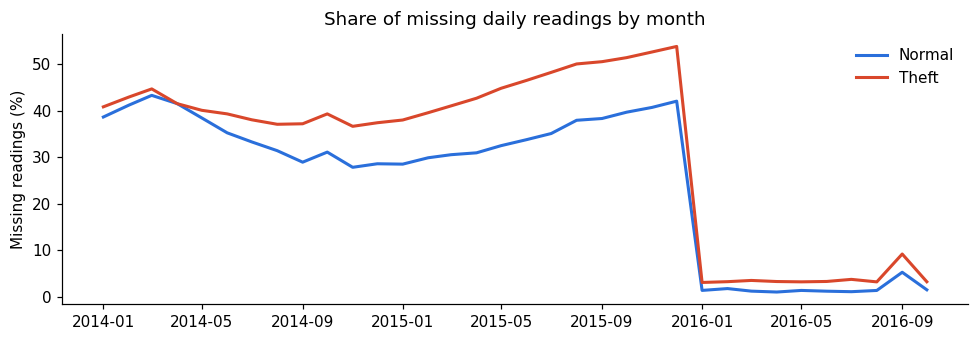 Share of missing daily readings by month
Normal
Theft
Missing readings (%)
50
40
30
20
10
0
2014-01 2014-05 2014-09 2015-01 2015-05 2015-09 2016-01 2016-05 2016-09